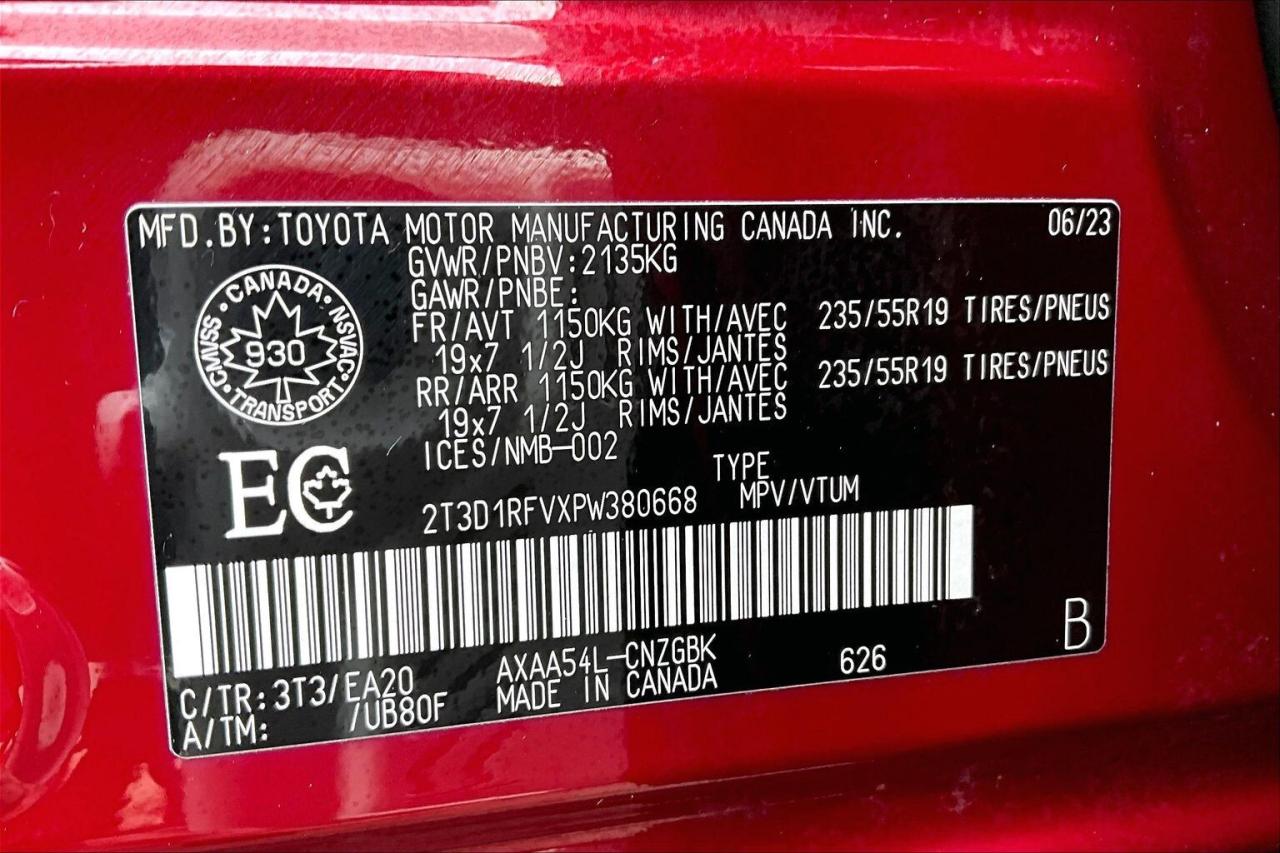 MFD.BY:TOYOTA MOTOR MANUFACTURING CANADA INC. 06/23
GVWR/PNBV:2135KG
GAWR/PNBE:
FR/AVT 1150KG WITH/AVEC 235/55R19 TIRES/PNEUS
19x7 1/2J RIMS/JANTES
RR/ARR 1150KG WITH/AVEC 235/55R19 TIRES/PNEUS
19x7 1/2J RIMS/JANTES
ICES/NMB-002
CANADA
NSVAC
TRANSPORT
CMVSS
930
EC
TYPE
2T3D1RFVXPW380668 MPV/VTUM
C/TR:3T3/EA20 AXAA54L-CNZGBK 626 B
A/TM: /UB80F MADE IN CANADA